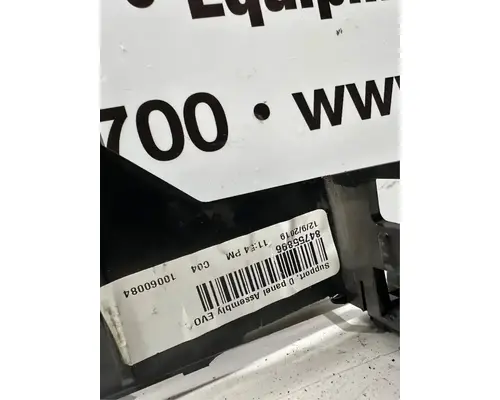 Equipm
700 • www
Support, D panel Assembly EVO
84755896
12/9/2019 11:54 PM C04 10060084